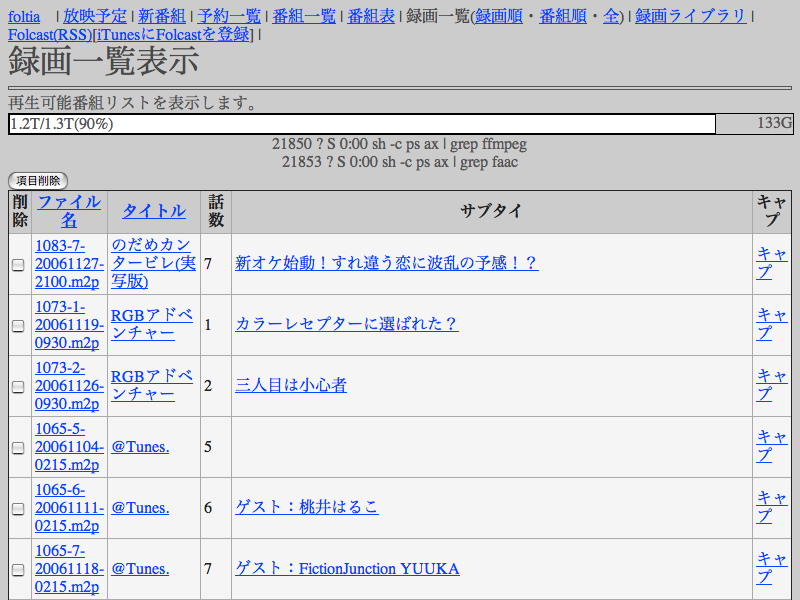 foltia | 放映予定 | 新番組 | 予約一覧 | 番組一覧 | 番組表 | 録画一覧(録画順・番組順・全) | 録画ライブラリ |
Folcast(RSS)[iTunesにFolcastを登録] |
録画一覧表示
再生可能番組リストを表示します。
1.2T/1.3T(90%) 133G
21850 ? S 0:00 sh -c ps ax | grep ffmpeg
21853 ? S 0:00 sh -c ps ax | grep faac
項目削除
削除 ファイル名 タイトル 話数 サブタイ キャプ
1083-7-
20061127-
2100.m2p
のだめカン
タービレ(実
写版)
7
新オケ始動！すれ違う恋に波乱の予感！？
キャ
プ
1073-1-
20061119-
0930.m2p
RGBアドベ
ンチャー
1
カラーレセプターに選ばれた？
キャ
プ
1073-2-
20061126-
0930.m2p
RGBアドベ
ンチャー
2
三人目は小心者
キャ
プ
1065-5-
20061104-
0215.m2p
@Tunes.
5
キャ
プ
1065-6-
20061111-
0215.m2p
@Tunes.
6
ゲスト：桃井はるこ
キャ
プ
1065-7-
20061118-
0215.m2p
@Tunes.
7
ゲスト：FictionJunction YUUKA
キャ
プ